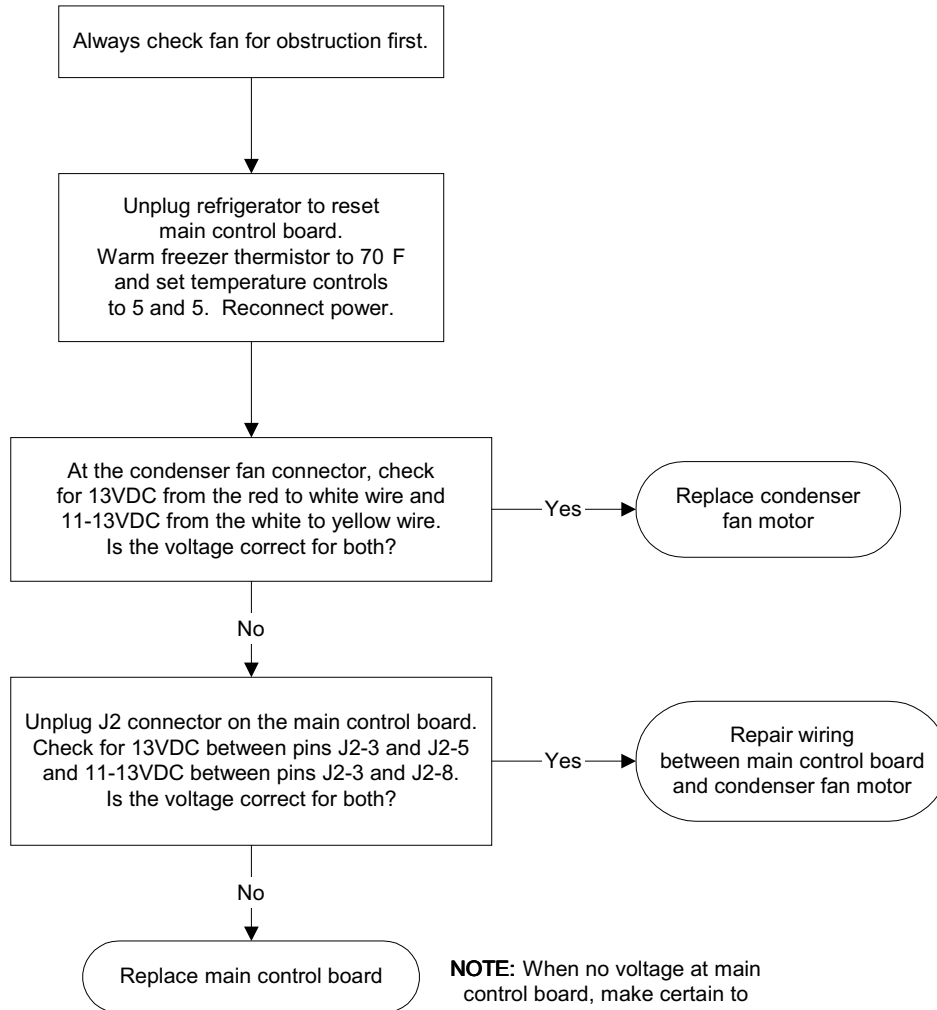 Always check fan for obstruction first.
Unplug refrigerator to reset
main control board.
Warm freezer thermistor to 70 F
and set temperature controls
to 5 and 5. Reconnect power.
At the condenser fan connector, check
for 13VDC from the red to white wire and
11-13VDC from the white to yellow wire.
Is the voltage correct for both?
Yes
Replace condenser
fan motor
No
Unplug J2 connector on the main control board.
Check for 13VDC between pins J2-3 and J2-5
and 11-13VDC between pins J2-3 and J2-8.
Is the voltage correct for both?
Yes
Repair wiring
between main control board
and condenser fan motor
No
Replace main control board
NOTE: When no voltage at main
control board, make certain to